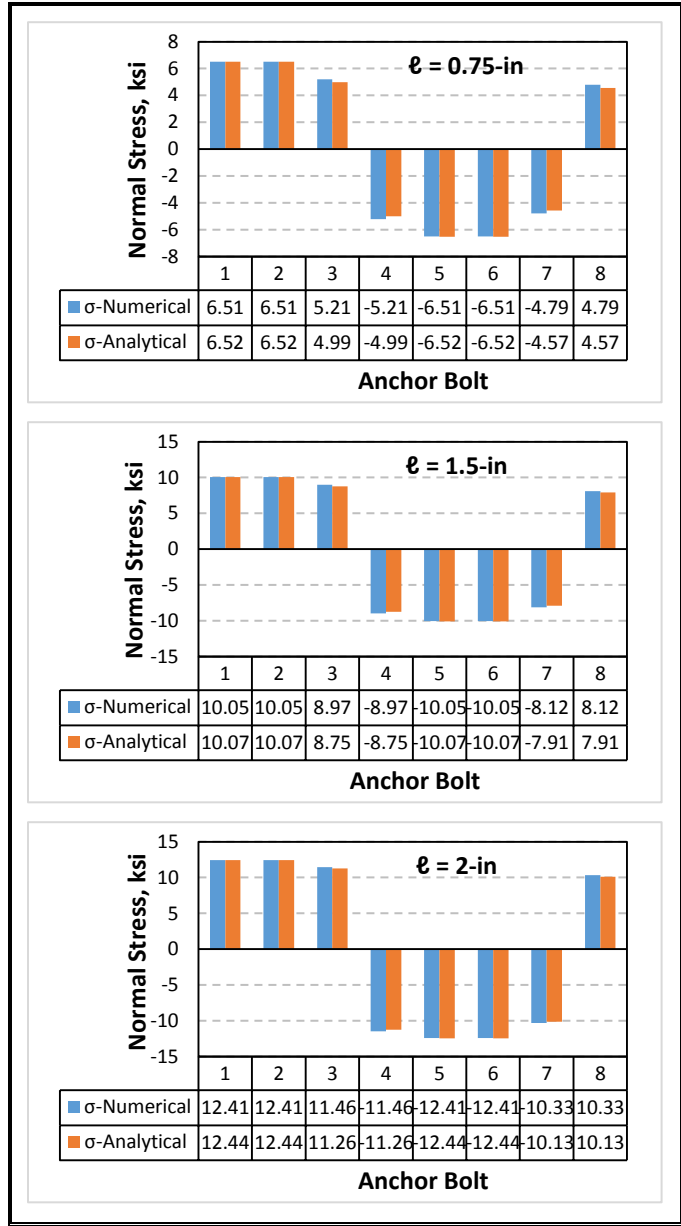 ℓ = 0.75-in
Normal Stress, ksi
8
6
4
2
0
-2
-4
-6
-8
1 2 3 4 5 6 7 8
σ-Numerical 6.51 6.51 5.21 -5.21 -6.51 -6.51 -4.79 4.79
σ-Analytical 6.52 6.52 4.99 -4.99 -6.52 -6.52 -4.57 4.57
Anchor Bolt
ℓ = 1.5-in
Normal Stress, ksi
15
10
5
0
-5
-10
-15
1 2 3 4 5 6 7 8
σ-Numerical 10.05 10.05 8.97 -8.97 -10.05 -10.05 -8.12 8.12
σ-Analytical 10.07 10.07 8.75 -8.75 -10.07 -10.07 -7.91 7.91
Anchor Bolt
ℓ = 2-in
Normal Stress, ksi
15
10
5
0
-5
-10
-15
1 2 3 4 5 6 7 8
σ-Numerical 12.41 12.41 11.46 -11.46 -12.41 -12.41 -10.33 10.33
σ-Analytical 12.44 12.44 11.26 -11.26 -12.44 -12.44 -10.13 10.13
Anchor Bolt